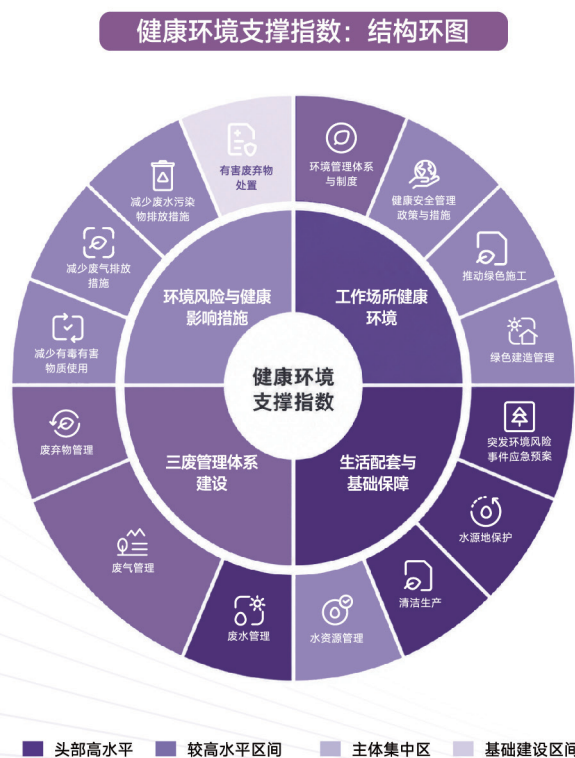 健康环境支撑指数：结构环图
有害废弃物
处置
环境管理体系
与制度
减少废水污染
物排放措施
健康安全管理
政策与措施
减少废气排放
措施
推动绿色施工
减少有毒有害
物质使用
绿色建造管理
环境风险与健康
影响措施
工作场所健康
环境
健康环境
支撑指数
三废管理体系
建设
生活配套与
基础保障
废弃物管理
突发环境风险
事件应急预案
废气管理
水源地保护
废水管理
水资源管理
清洁生产
头部高水平
较高水平区间
主体集中区
基础建设区间